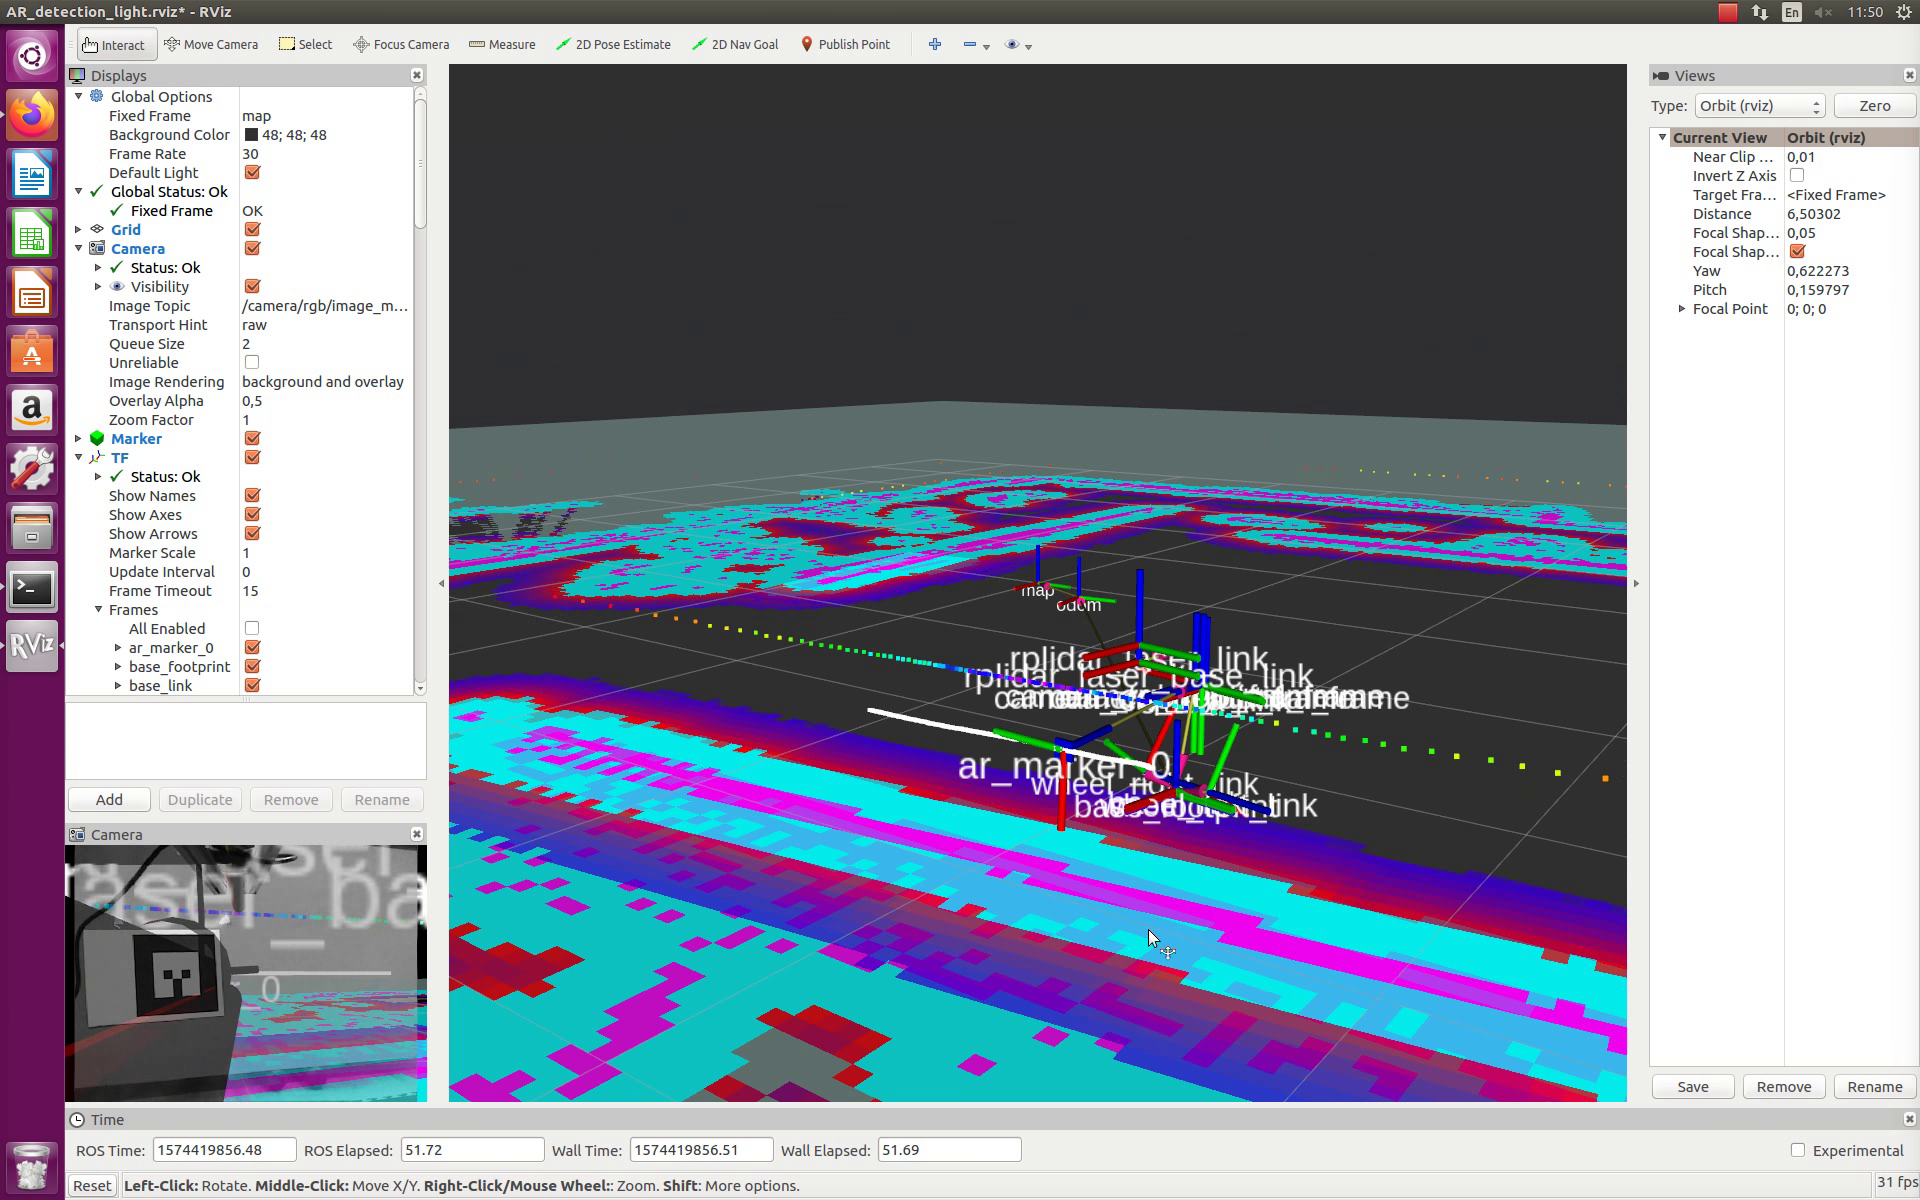 AR_detection_light.rviz* - RViz
En
11:50
Interact
Move Camera
Select
Focus Camera
Measure
2D Pose Estimate
2D Nav Goal
Publish Point
Displays
Global Options
Fixed Frame map
Background Color 48; 48; 48
Frame Rate 30
Default Light
Global Status: Ok
Fixed Frame OK
Grid
Camera
Status: Ok
Visibility
Image Topic /camera/rgb/image_m...
Transport Hint raw
Queue Size 2
Unreliable
Image Rendering background and overlay
Overlay Alpha 0,5
Zoom Factor 1
Marker
TF
Status: Ok
Show Names
Show Axes
Show Arrows
Marker Scale 1
Update Interval 0
Frame Timeout 15
Frames
All Enabled
ar_marker_0
base_footprint
base_link
Add Duplicate Remove Rename
Camera
laser
laser_ba
0
map
odom
rplidar_laser_link
rplidar_laser_base_link
ar_marker_0
Views
Type: Orbit (rviz) Zero
Current View Orbit (rviz)
Near Clip ... 0,01
Invert Z Axis
Target Fra... <Fixed Frame>
Distance 6,50302
Focal Shap... 0,05
Focal Shap...
Yaw 0,622273
Pitch 0,159797
Focal Point 0; 0; 0
Save Remove Rename
Time
ROS Time: 1574419856.48 ROS Elapsed: 51.72 Wall Time: 1574419856.51 Wall Elapsed: 51.69 Experimental
Reset Left-Click: Rotate. Middle-Click: Move X/Y. Right-Click/Mouse Wheel:: Zoom. Shift: More options. 31 fps
RViz